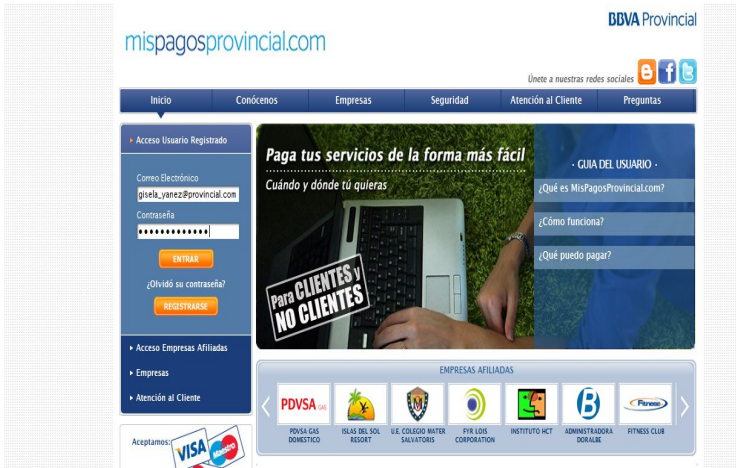 BBVA Provincial
mispagosprovincial.com
Únete a nuestras redes sociales
Inicio
Conócenos
Empresas
Seguridad
Atención al Cliente
Preguntas
Acceso Usuario Registrado
Correo Electrónico
gisela_yanez@provincial.com
Contraseña
ENTRAR
¿Olvidó su contraseña?
REGISTRARSE
Acceso Empresas Afiliadas
Empresas
Atención al Cliente
Aceptamos:
VISA
Maestro
Paga tus servicios de la forma más fácil
Cuándo y dónde tú quieras
Para CLIENTES y
NO CLIENTES
· GUIA DEL USUARIO ·
¿Qué es MisPagosProvincial.com?
¿Cómo funciona?
¿Qué puedo pagar?
EMPRESAS AFILIADAS
PDVSA GAS
PDVSA GAS
DOMESTICO
ISLAS DEL SOL
RESORT
U.E. COLEGIO MATER
SALVATORIS
FYR LOIS
CORPORATION
INSTITUTO HCT
ADMINISTRADORA
DORALBE
Fitness
FITNESS CLUB